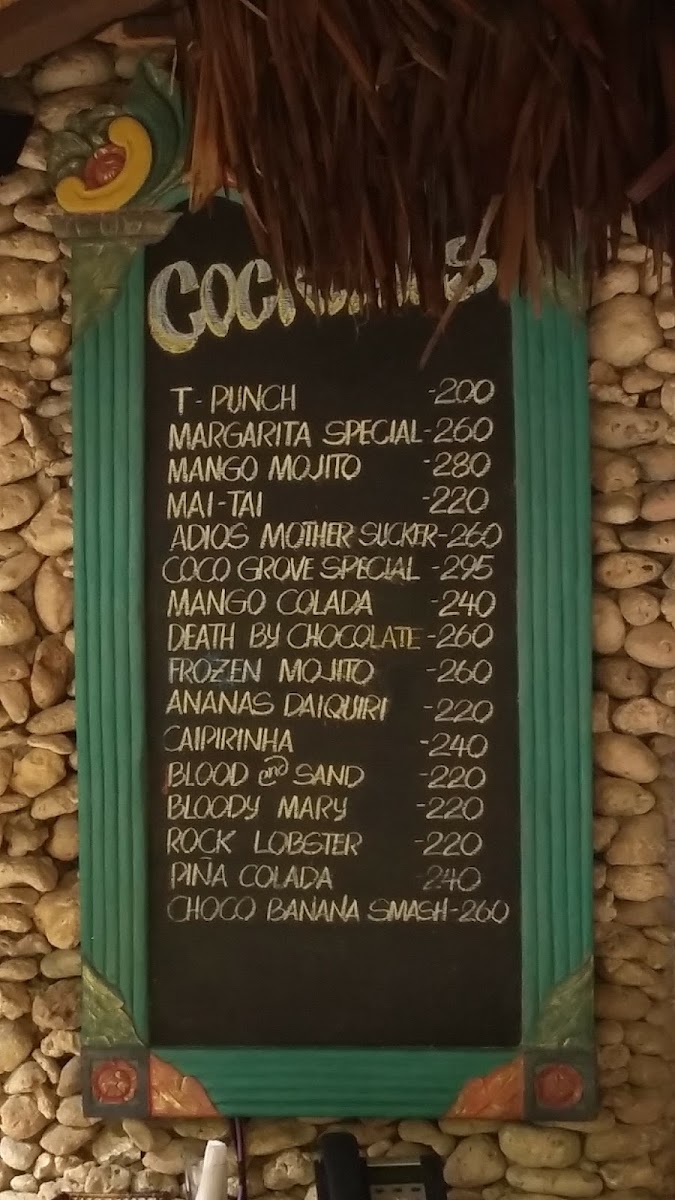 COCKTAILS
T-PUNCH -200
MARGARITA SPECIAL-260
MANGO MOJITO -280
MAI-TAI -220
ADIOS MOTHER SUCKER-260
COCO GROVE SPECIAL -295
MANGO COLADA -240
DEATH BY CHOCOLATE-260
FROZEN MOJITO -260
ANANAS DAIQUIRI -220
CAIPIRINHA -240
BLOOD and SAND -220
BLOODY MARY -220
ROCK LOBSTER -220
PIÑA COLADA -240
CHOCO BANANA SMASH-260